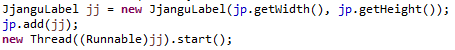 JjanguLabel jj = new JjanguLabel(jp.getWidth(), jp.getHeight());
jp.add(jj);
new Thread((Runnable)jj).start();